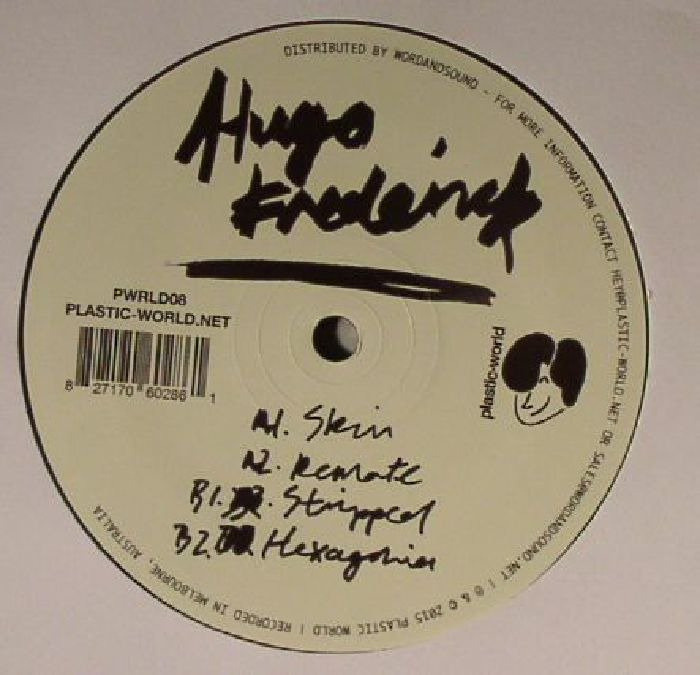 DISTRIBUTED BY WORDANDSOUND - FOR MORE INFORMATION CONTACT HEY@PLASTIC-WORLD.NET OR SALES@WORDANDSOUND.NET | ℗ & © 2015 PLASTIC WORLD | RECORDED IN MELBOURNE, AUSTRALIA
Hugo
Frederick
PWRLD08
PLASTIC-WORLD.NET
8 27170 60286 1
plastic-world
A1. Skin
A2. Remote
B1. Stripped
B2. Hexagonia